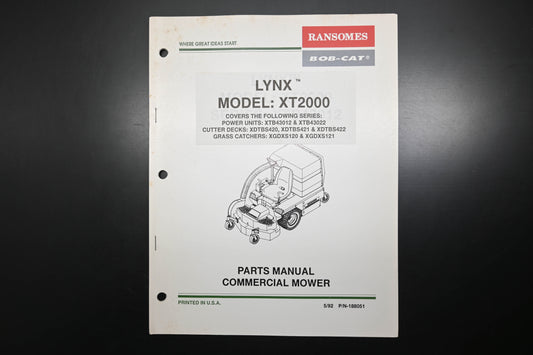 WHERE GREAT IDEAS START.
RANSOMES
BOB-CAT®
LYNX™
MODEL: XT2000
COVERS THE FOLLOWING SERIES:
POWER UNITS: XTB43012 & XTB43022
CUTTER DECKS: XDTBS420, XDTBS421 & XDTBS422
GRASS CATCHERS: XGDXS120 & XGDXS121
PARTS MANUAL
COMMERCIAL MOWER
PRINTED IN U.S.A.
5/92 P/N-188051